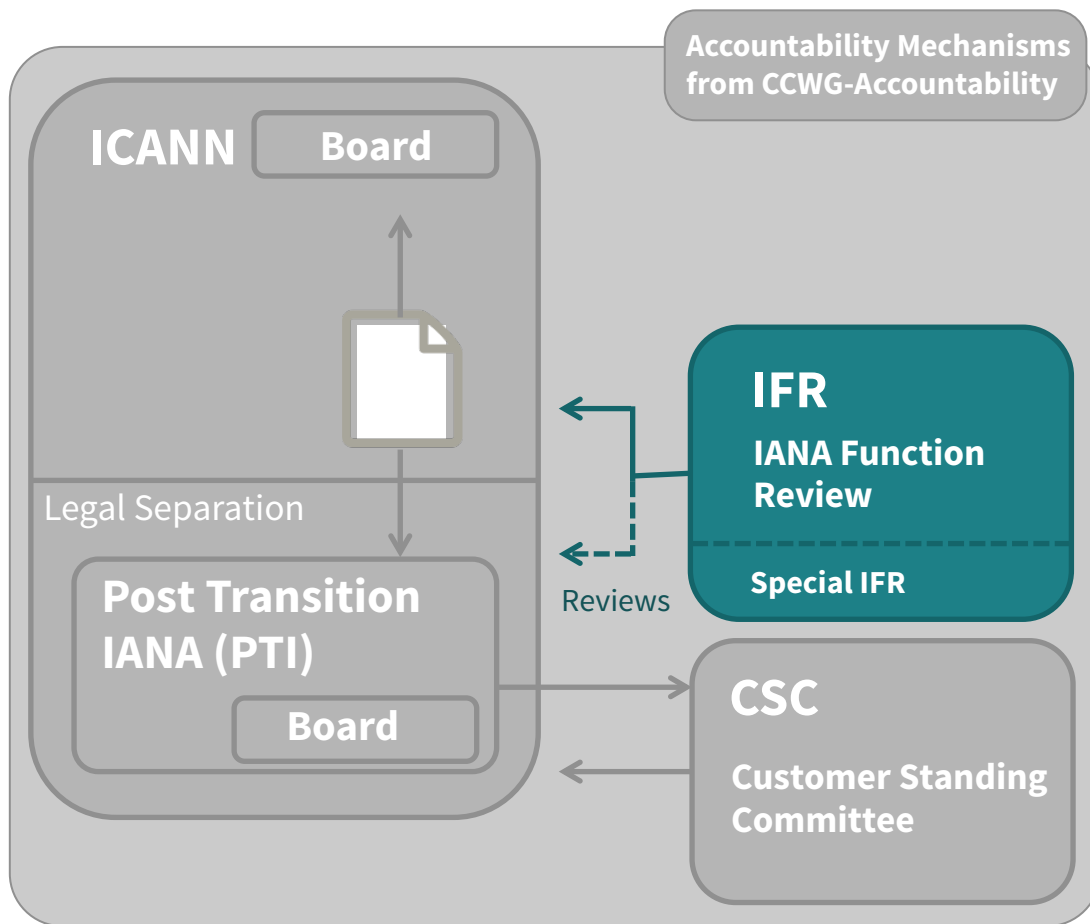 Accountability Mechanisms
from CCWG-Accountability
ICANN
Board
Legal Separation
Post Transition
IANA (PTI)
Board
Reviews
IFR
IANA Function
Review
Special IFR
CSC
Customer Standing
Committee